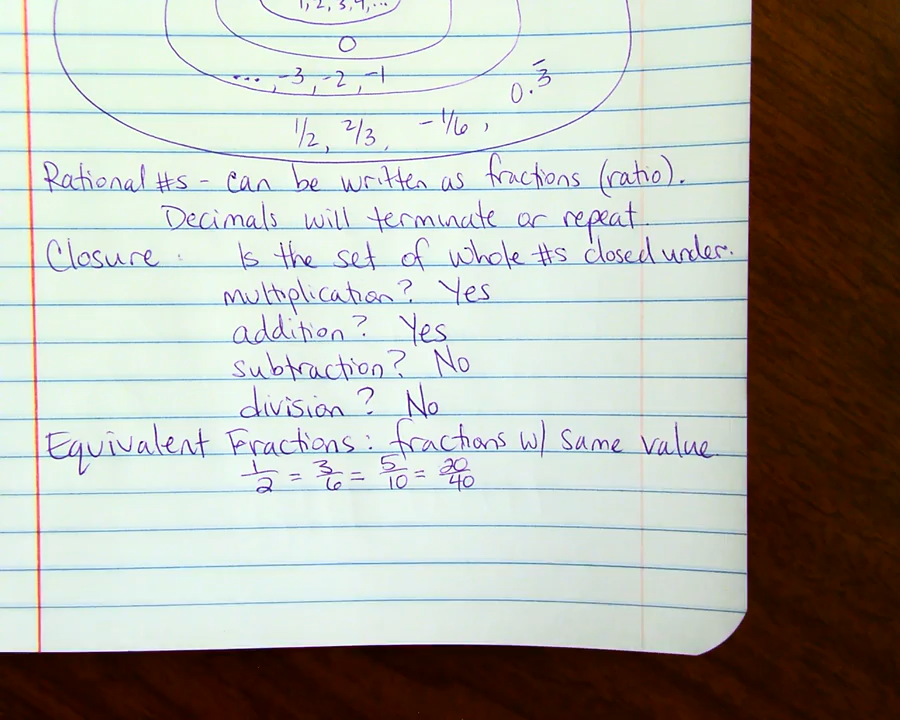 1, 2, 3, 4, ...
0
... -3, -2, -1
0.3̅
1/2, 2/3, -1/6,
Rational #s - can be written as fractions (ratio).
Decimals will terminate or repeat.
Closure: Is the set of whole #s closed under:
multiplication? Yes
addition? Yes
subtraction? No
division? No
Equivalent Fractions: fractions w/ same value
1/2 = 3/6 = 5/10 = 20/40